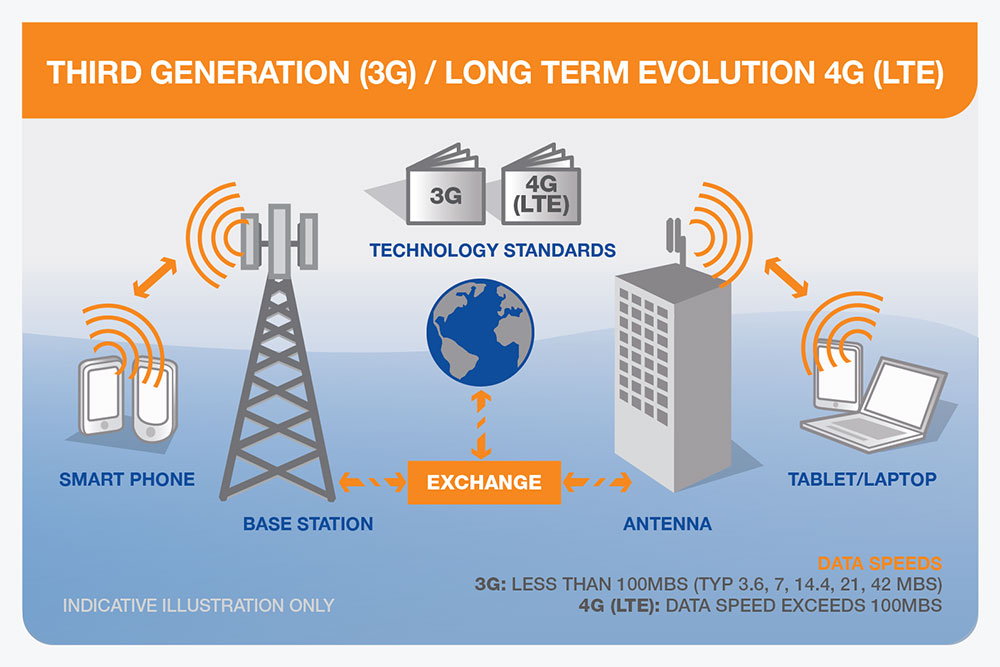 THIRD GENERATION (3G) / LONG TERM EVOLUTION 4G (LTE)
3G
4G
(LTE)
TECHNOLOGY STANDARDS
SMART PHONE
BASE STATION
EXCHANGE
ANTENNA
TABLET/LAPTOP
DATA SPEEDS
3G: LESS THAN 100MBS (TYP 3.6, 7, 14.4, 21, 42 MBS)
4G (LTE): DATA SPEED EXCEEDS 100MBS
INDICATIVE ILLUSTRATION ONLY